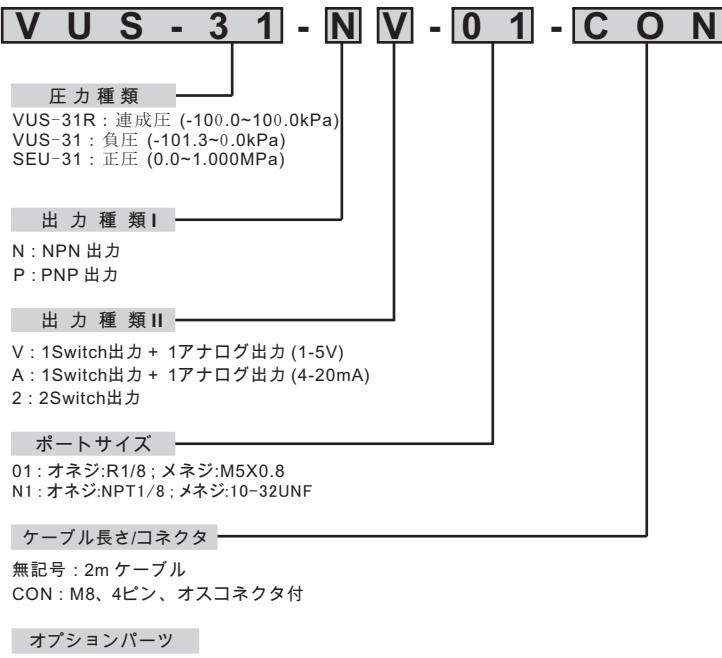 VUS-31-NV-01-CON
圧力種類
VUS-31R : 連成圧 (-100.0~100.0kPa)
VUS-31 : 負圧 (-101.3~0.0kPa)
SEU-31 : 正圧 (0.0~1.000MPa)
出力種類I
N : NPN 出力
P : PNP 出力
出力種類II
V : 1Switch出力 + 1アナログ出力 (1-5V)
A : 1Switch出力 + 1アナログ出力 (4-20mA)
2 : 2Switch出力
ポートサイズ
01 : オネジ:R1/8 ; メネジ:M5X0.8
N1 : オネジ:NPT1/8 ; メネジ:10-32UNF
ケーブル長さ/コネクタ
無記号 : 2m ケーブル
CON : M8、4ピン、オスコネクタ付
オプションパーツ